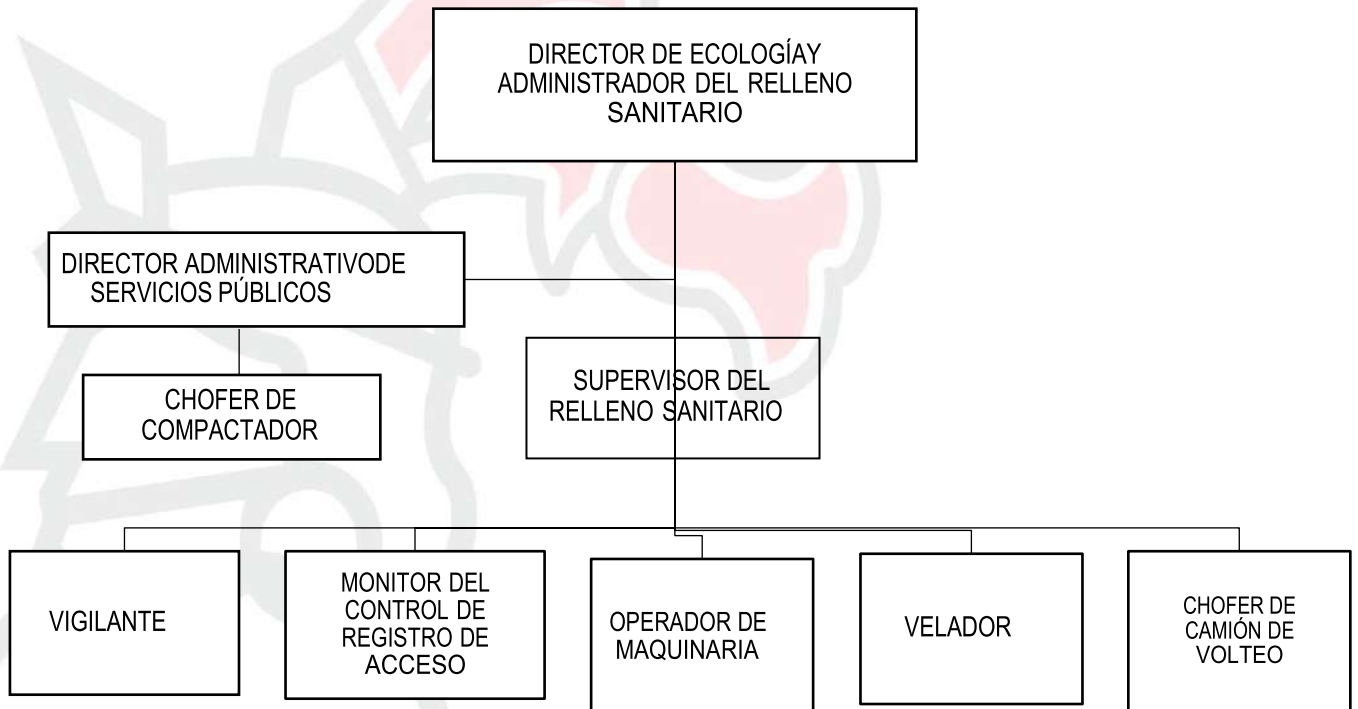 DIRECTOR DE ECOLOGÍAY
ADMINISTRADOR DEL RELLENO
SANITARIO
DIRECTOR ADMINISTRATIVODE
SERVICIOS PÚBLICOS
CHOFER DE
COMPACTADOR
SUPERVISOR DEL
RELLENO SANITARIO
VIGILANTE
MONITOR DEL
CONTROL DE
REGISTRO DE
ACCESO
OPERADOR DE
MAQUINARIA
VELADOR
CHOFER DE
CAMIÓN DE
VOLTEO